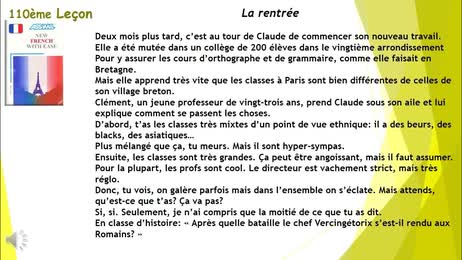 110ème Leçon
La rentrée
ASSIMIL
NEW
FRENCH
WITH EASE
Deux mois plus tard, c'est au tour de Claude de commencer son nouveau travail.
Elle a été mutée dans un collège de 200 élèves dans le vingtième arrondissement
Pour y assurer les cours d'orthographe et de grammaire, comme elle faisait en
Bretagne.
Mais elle apprend très vite que les classes à Paris sont bien différentes de celles de
son village breton.
Clément, un jeune professeur de vingt-trois ans, prend Claude sous son aile et lui
explique comment se passent les choses.
D'abord, t'as les classes très mixtes d'un point de vue ethnique: il a des beurs, des
blacks, des asiatiques...
Plus mélangé que ça, tu meurs. Mais il sont hyper-sympas.
Ensuite, les classes sont très grandes. Ça peut être angoissant, mais il faut assumer.
Pour la plupart, les profs sont cool. Le directeur est vachement strict, mais très
réglo.
Donc, tu vois, on galère parfois mais dans l'ensemble on s'éclate. Mais attends,
qu'est-ce que t'as? Ça va pas?
Si, si. Seulement, je n'ai compris que la moitié de ce que tu as dit.
En classe d'histoire: « Après quelle bataille le chef Vercingétorix s'est-il rendu aux
Romains? »